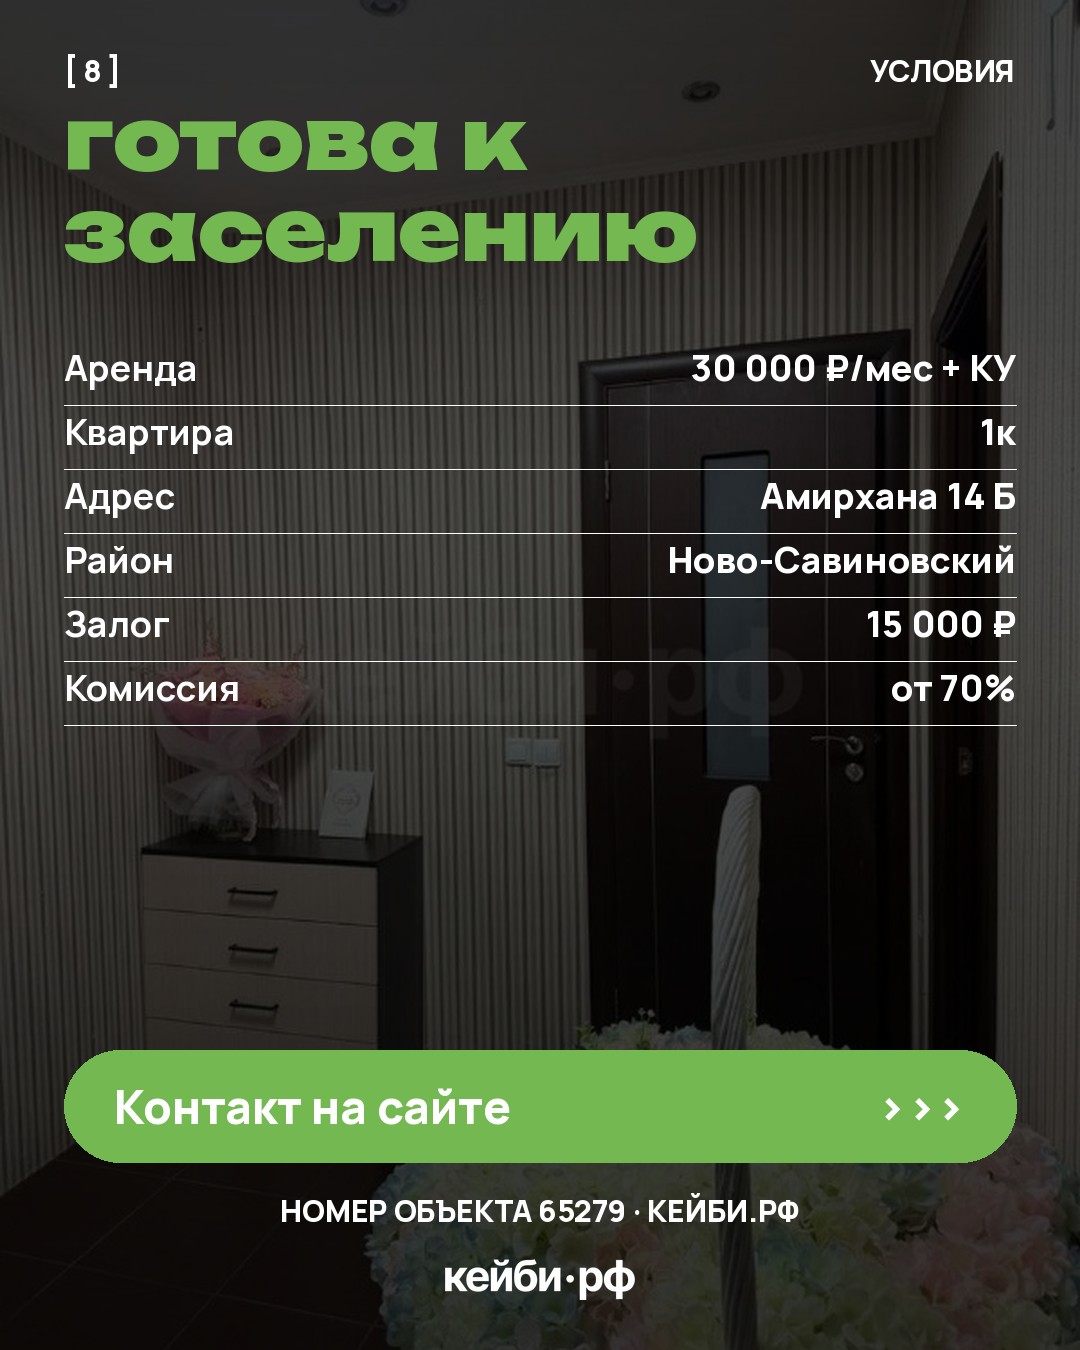 [ 8 ]
УСЛОВИЯ
готова к
заселению
Аренда 30 000 ₽/мес + КУ
Квартира 1к
Адрес Амирхана 14 Б
Район Ново-Савиновский
Залог 15 000 ₽
Комиссия от 70%
Контакт на сайте >>>
НОМЕР ОБЪЕКТА 65279 · КЕЙБИ.РФ
кейби·рф